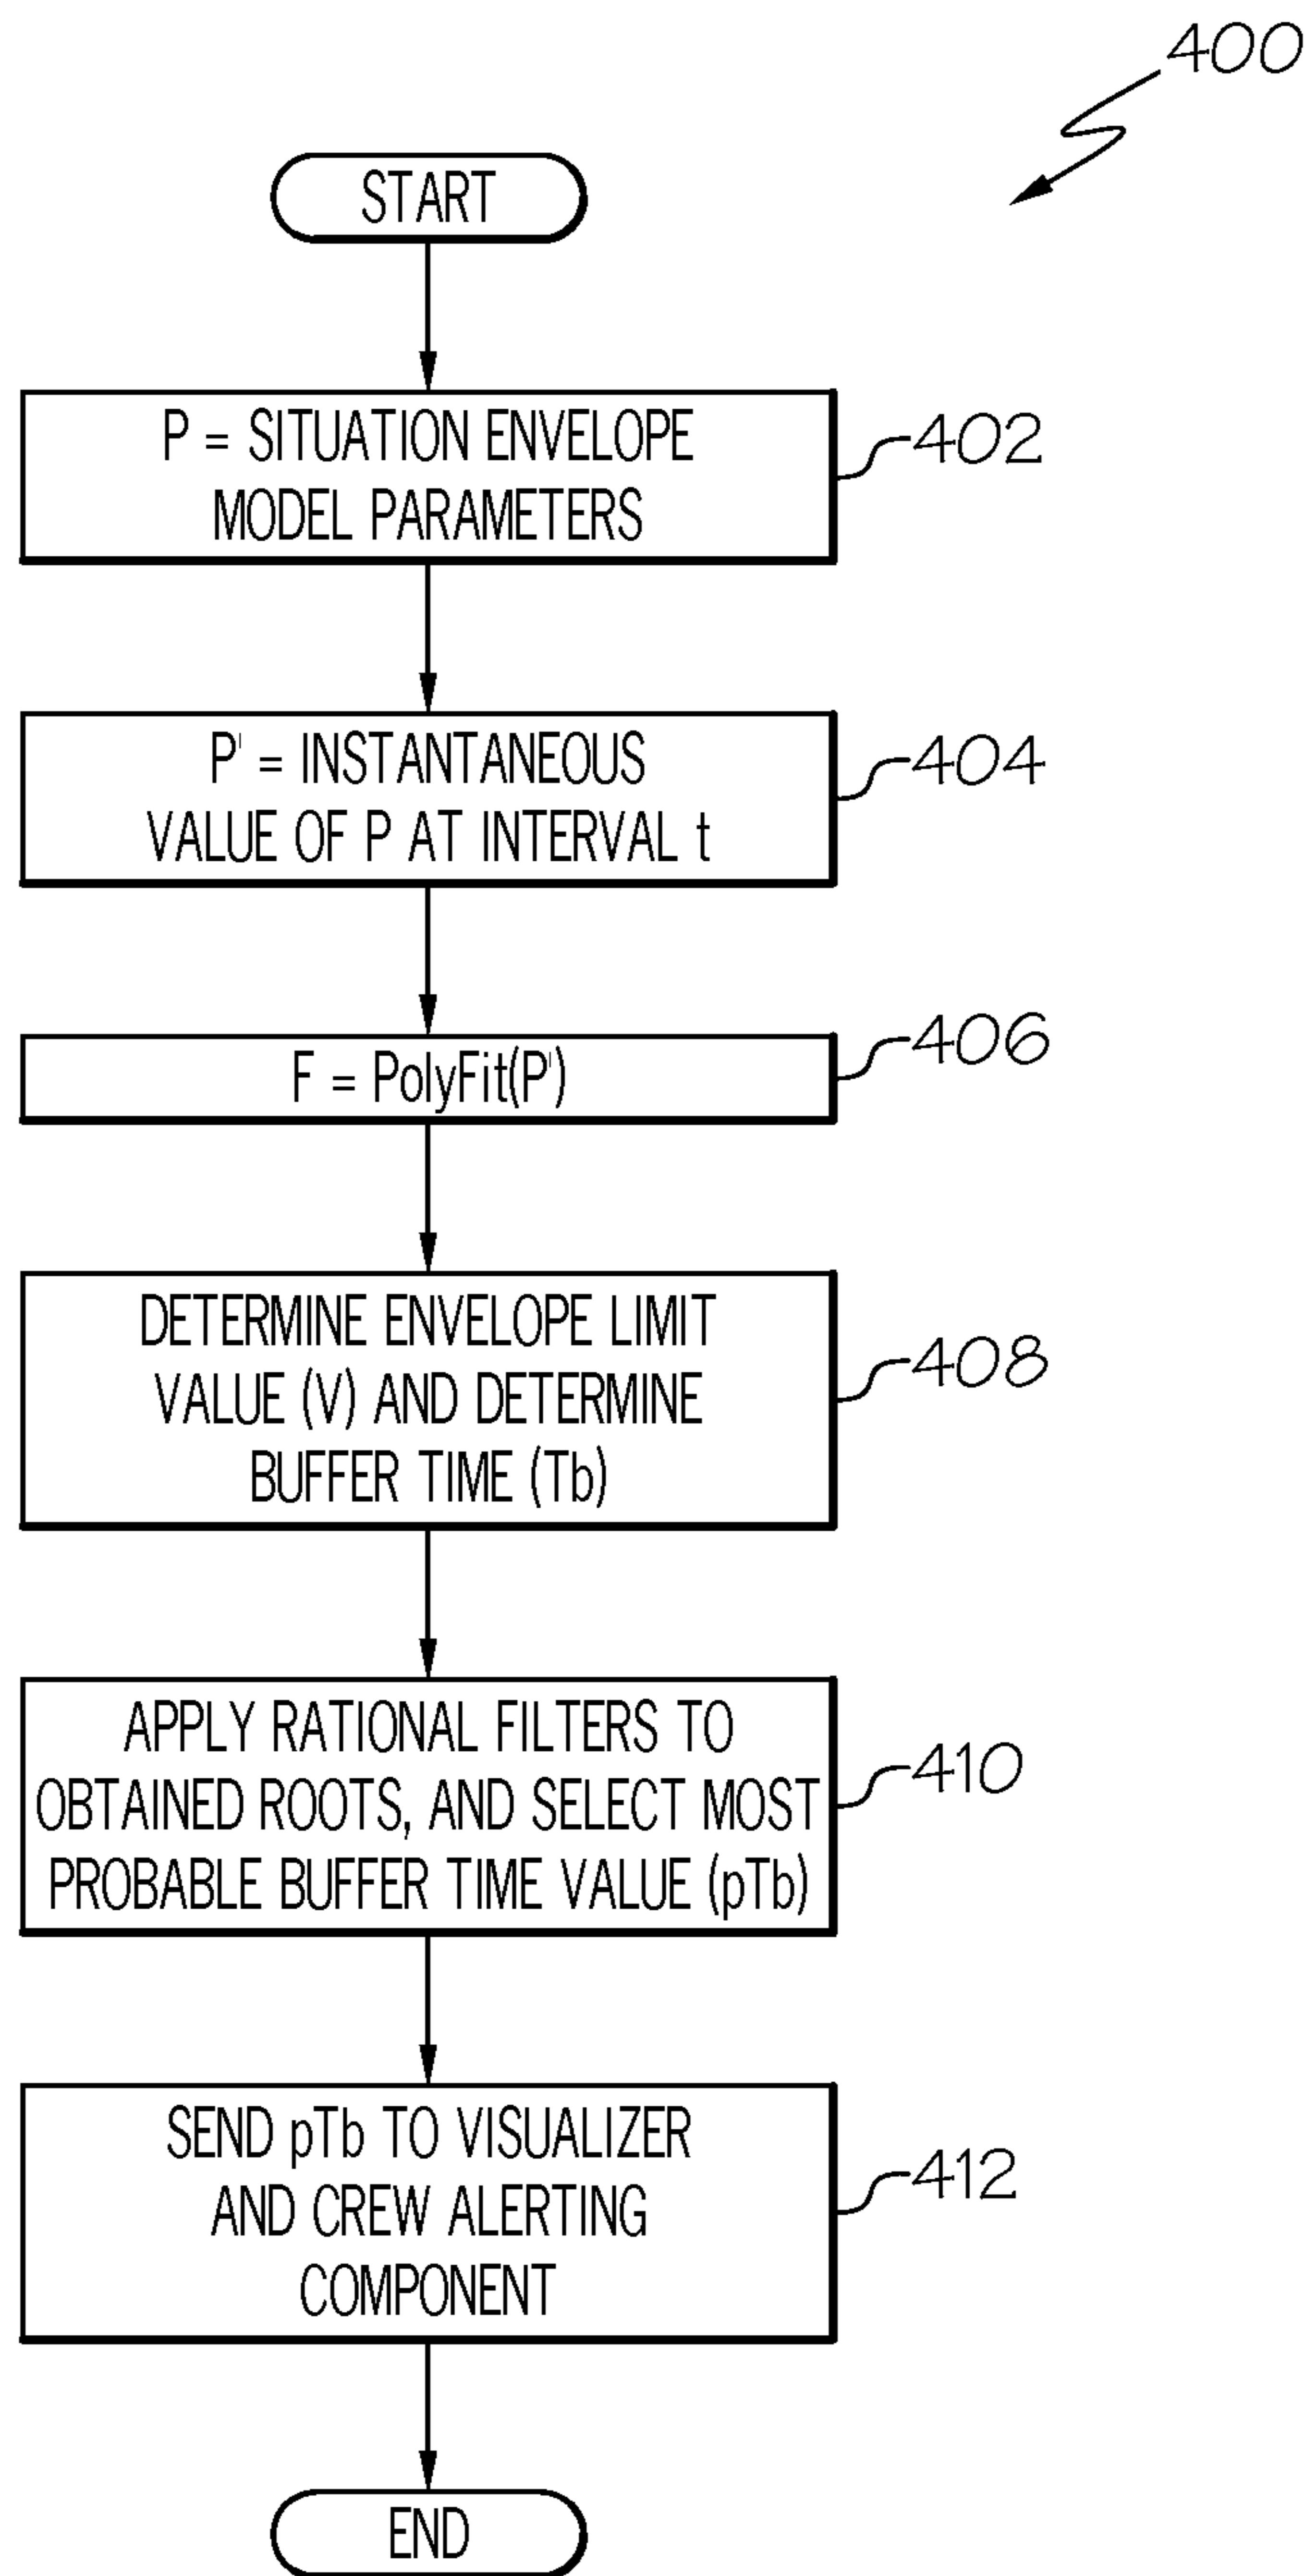 400
START
P = SITUATION ENVELOPE
MODEL PARAMETERS
402
P' = INSTANTANEOUS
VALUE OF P AT INTERVAL t
404
F = PolyFit(P')
406
DETERMINE ENVELOPE LIMIT
VALUE (V) AND DETERMINE
BUFFER TIME (Tb)
408
APPLY RATIONAL FILTERS TO
OBTAINED ROOTS, AND SELECT MOST
PROBABLE BUFFER TIME VALUE (pTb)
410
SEND pTb TO VISUALIZER
AND CREW ALERTING
COMPONENT
412
END